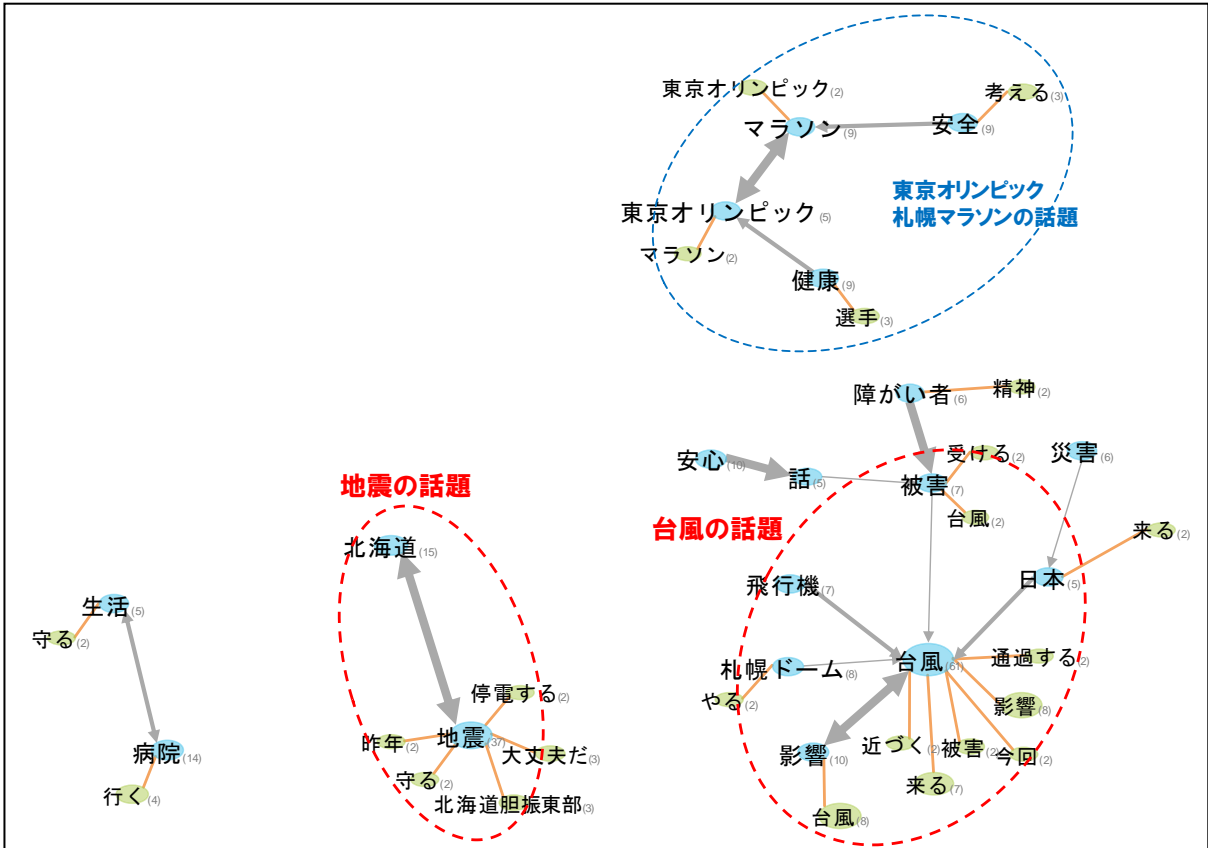 東京オリンピック(2)
考える(3)
マラソン(9)
安全(9)
東京オリンピック
札幌マラソンの話題
東京オリンピック(5)
マラソン(2)
健康(9)
選手(3)
障がい者(6)
精神(2)
安心(10)
話(5)
受ける(2)
災害(6)
被害(7)
台風(2)
台風の話題
来る(2)
日本(5)
飛行機(7)
台風(61)
通過する(2)
札幌ドーム(8)
やる(2)
影響(8)
影響(10)
近づく(2)
被害(2)
今回(2)
来る(7)
台風(8)
地震の話題
北海道(15)
停電する(2)
昨年(2)
地震(37)
大丈夫だ(3)
守る(2)
北海道胆振東部(3)
生活(5)
守る(2)
病院(14)
行く(4)